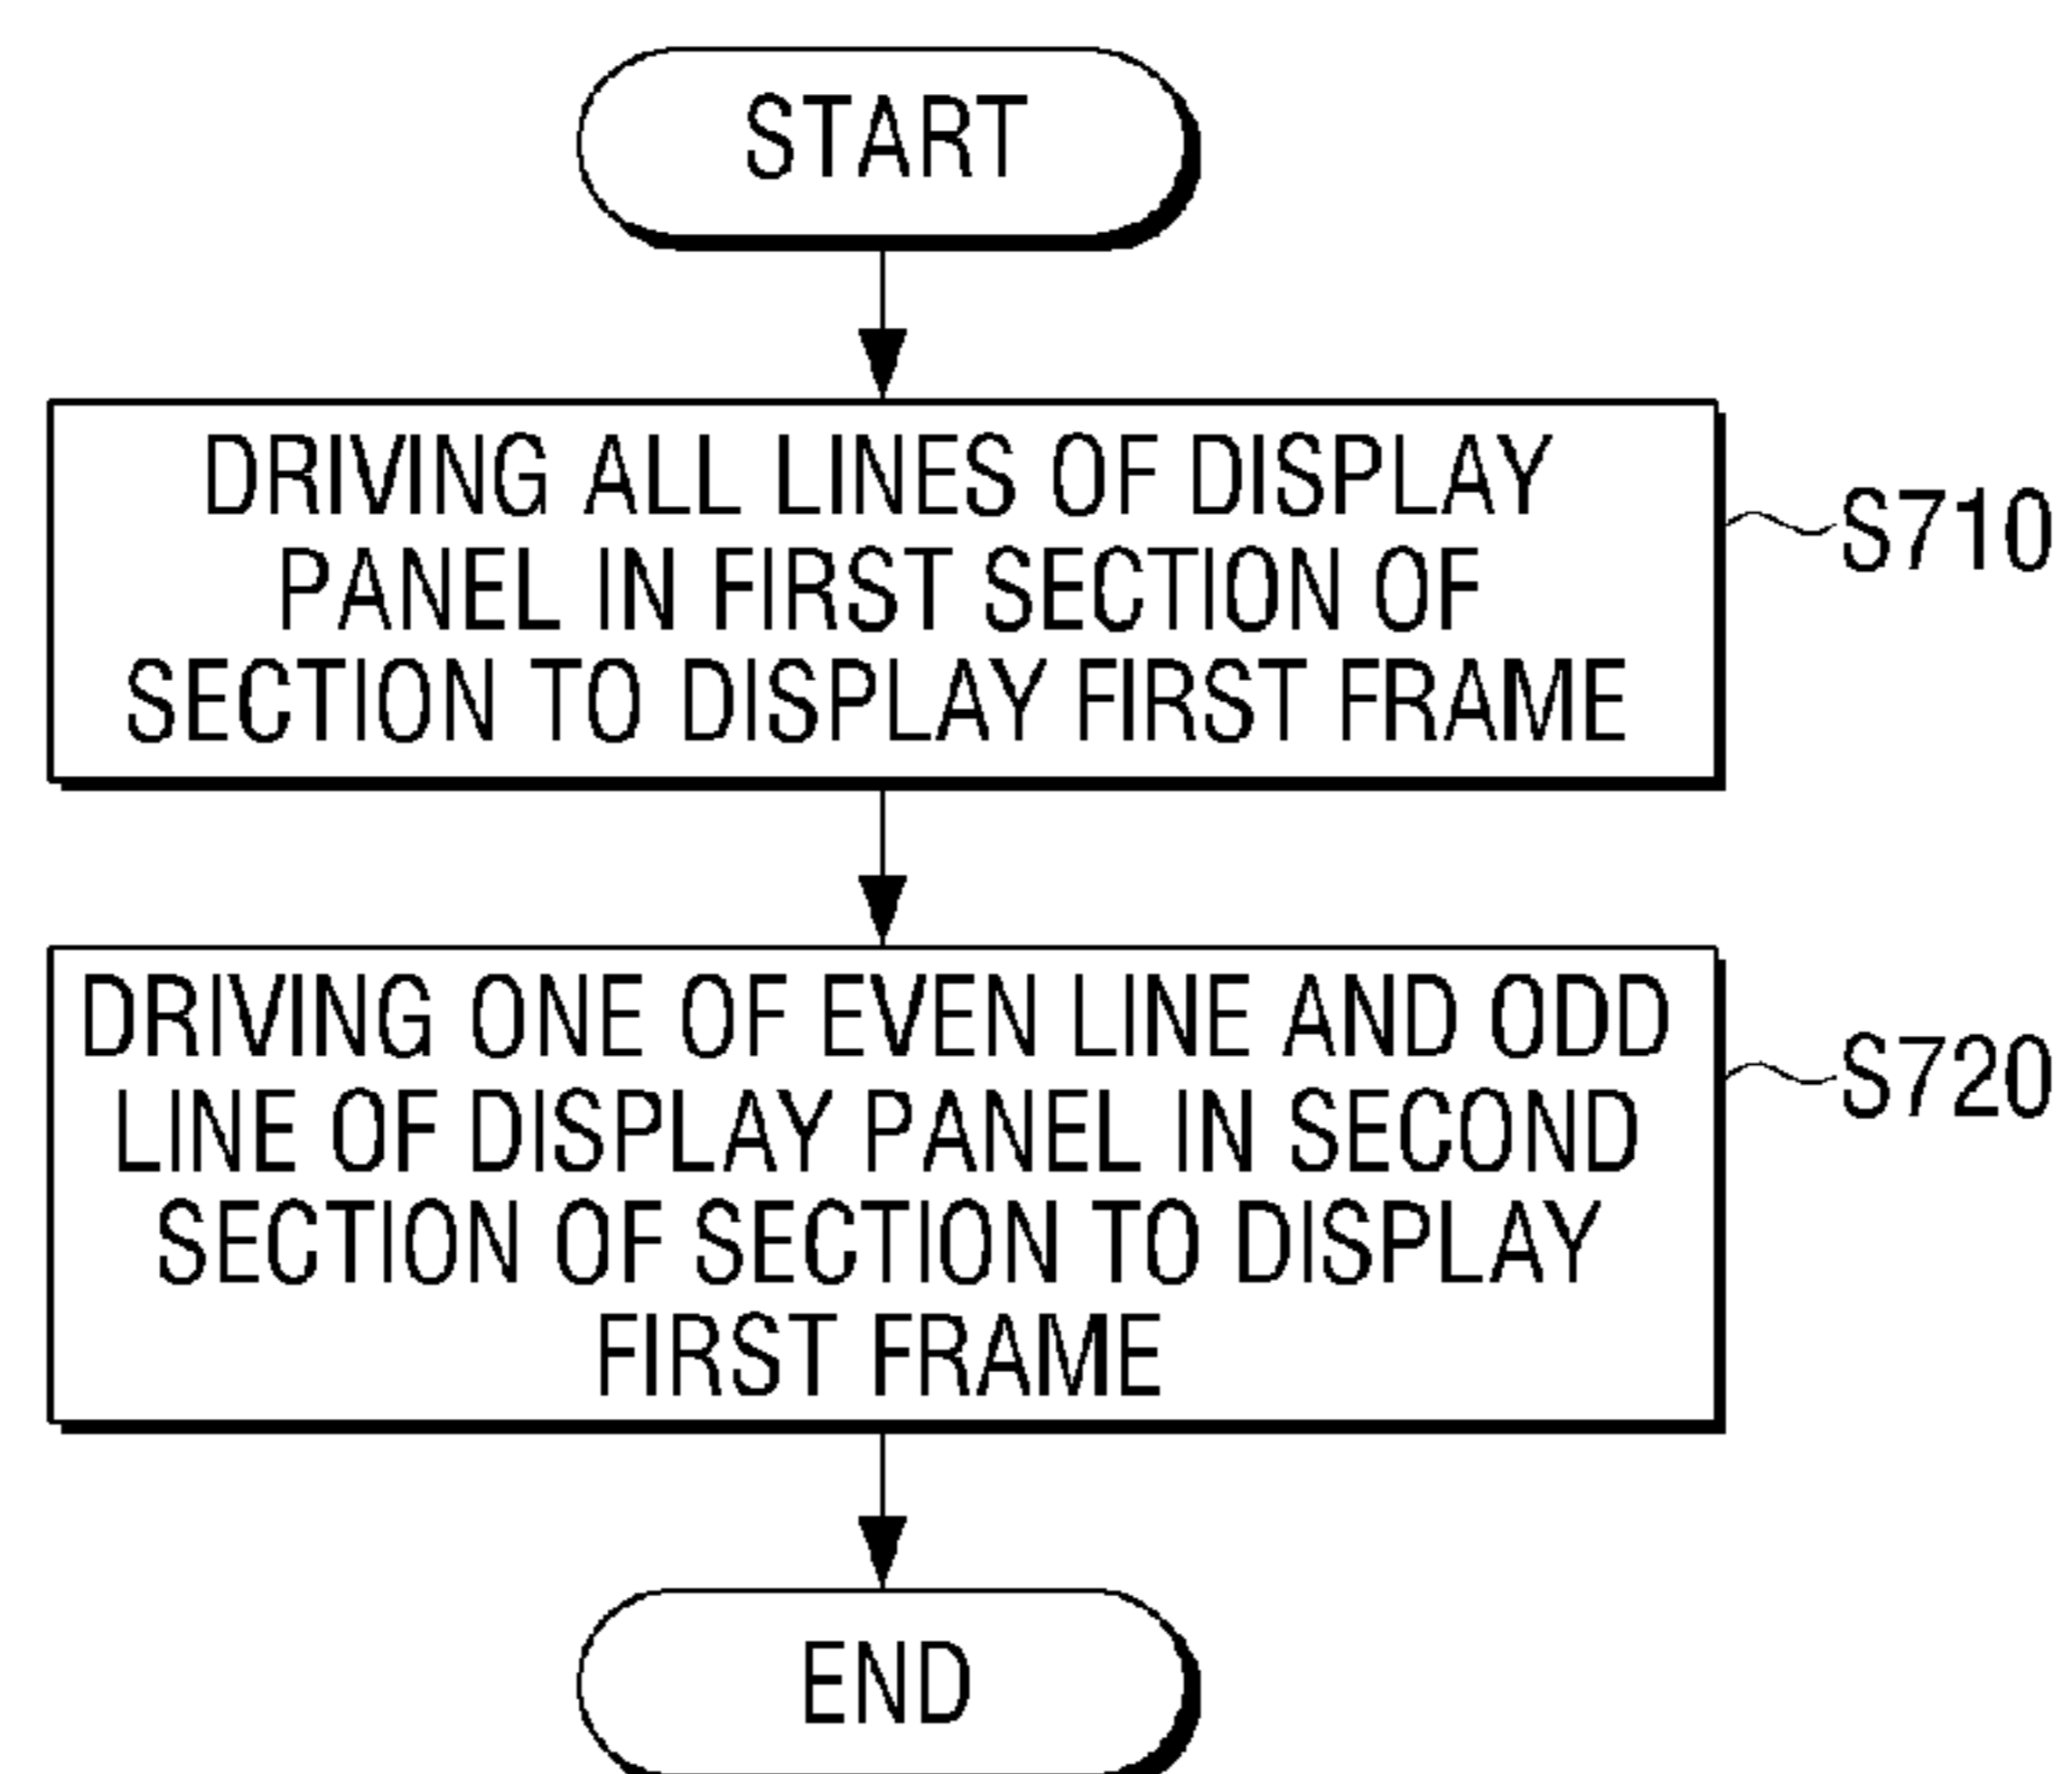 START
DRIVING ALL LINES OF DISPLAY
PANEL IN FIRST SECTION OF
SECTION TO DISPLAY FIRST FRAME
S710
DRIVING ONE OF EVEN LINE AND ODD
LINE OF DISPLAY PANEL IN SECOND
SECTION OF SECTION TO DISPLAY
FIRST FRAME
S720
END